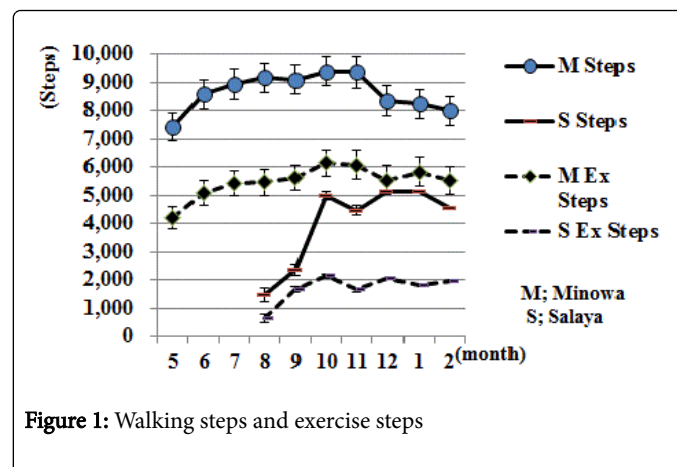 (Steps)
10,000
9,000
8,000
7,000
6,000
5,000
4,000
3,000
2,000
1,000
0
5 6 7 8 9 10 11 12 1 2 (month)
M Steps
S Steps
M Ex
Steps
S Ex Steps
M; Minowa
S; Salaya
Figure 1: Walking steps and exercise steps